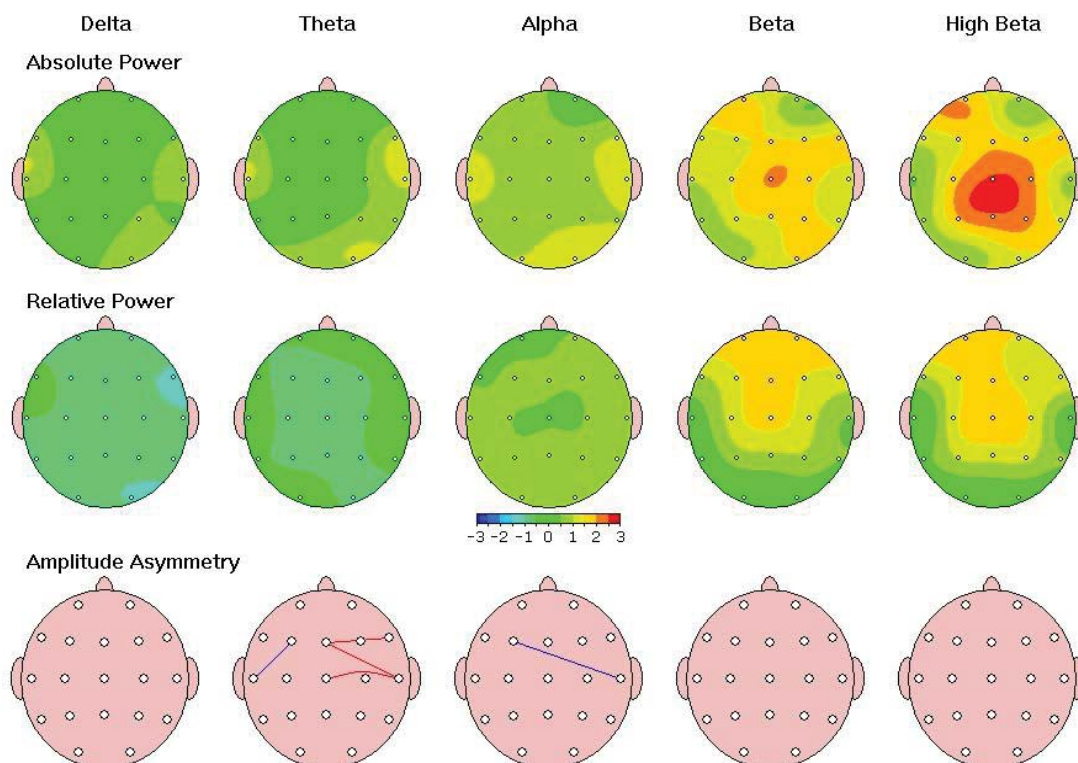 Delta Theta Alpha Beta High Beta
Absolute Power
Relative Power
-3 -2 -1 0 1 2 3
Amplitude Asymmetry